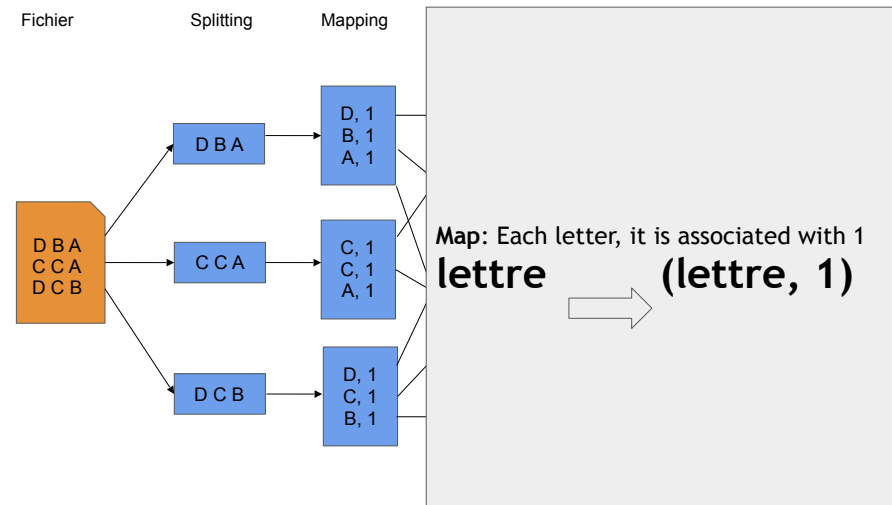 Fichier
Splitting
Mapping
D B A
C C A
D C B
D B A
C C A
D C B
D, 1
B, 1
A, 1
C, 1
C, 1
A, 1
D, 1
C, 1
B, 1
Map: Each letter, it is associated with 1
lettre (lettre, 1)